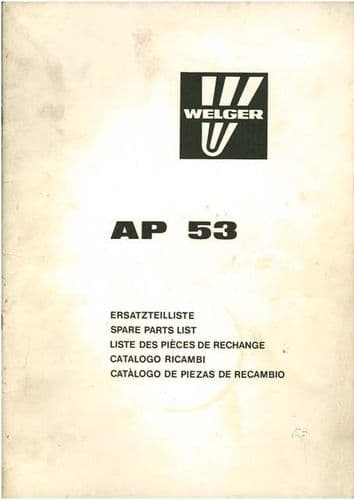 WELGER
AP 53
ERSATZTEILLISTE
SPARE PARTS LIST
LISTE DES PIÈCES DE RECHANGE
CATALOGO RICAMBI
CATÀLOGO DE PIEZAS DE RECAMBIO